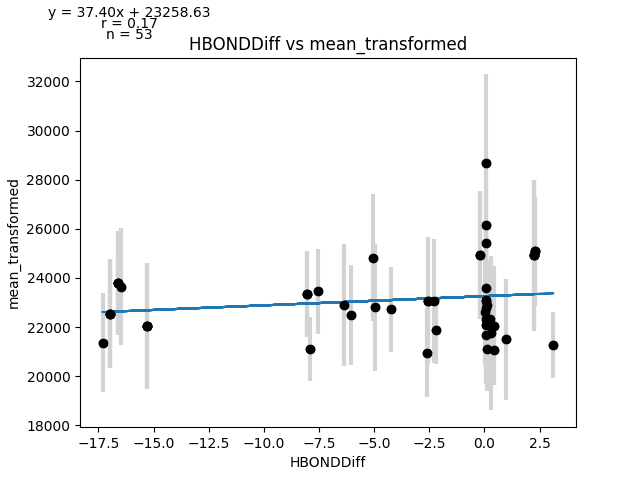 y = 37.40x + 23258.63
r = 0.17
n = 53
HBONDDiff vs mean_transformed
mean_transformed
32000
30000
28000
26000
24000
22000
20000
18000
−17.5
−15.0
−12.5
−10.0
−7.5
−5.0
−2.5
0.0
2.5
HBONDDiff